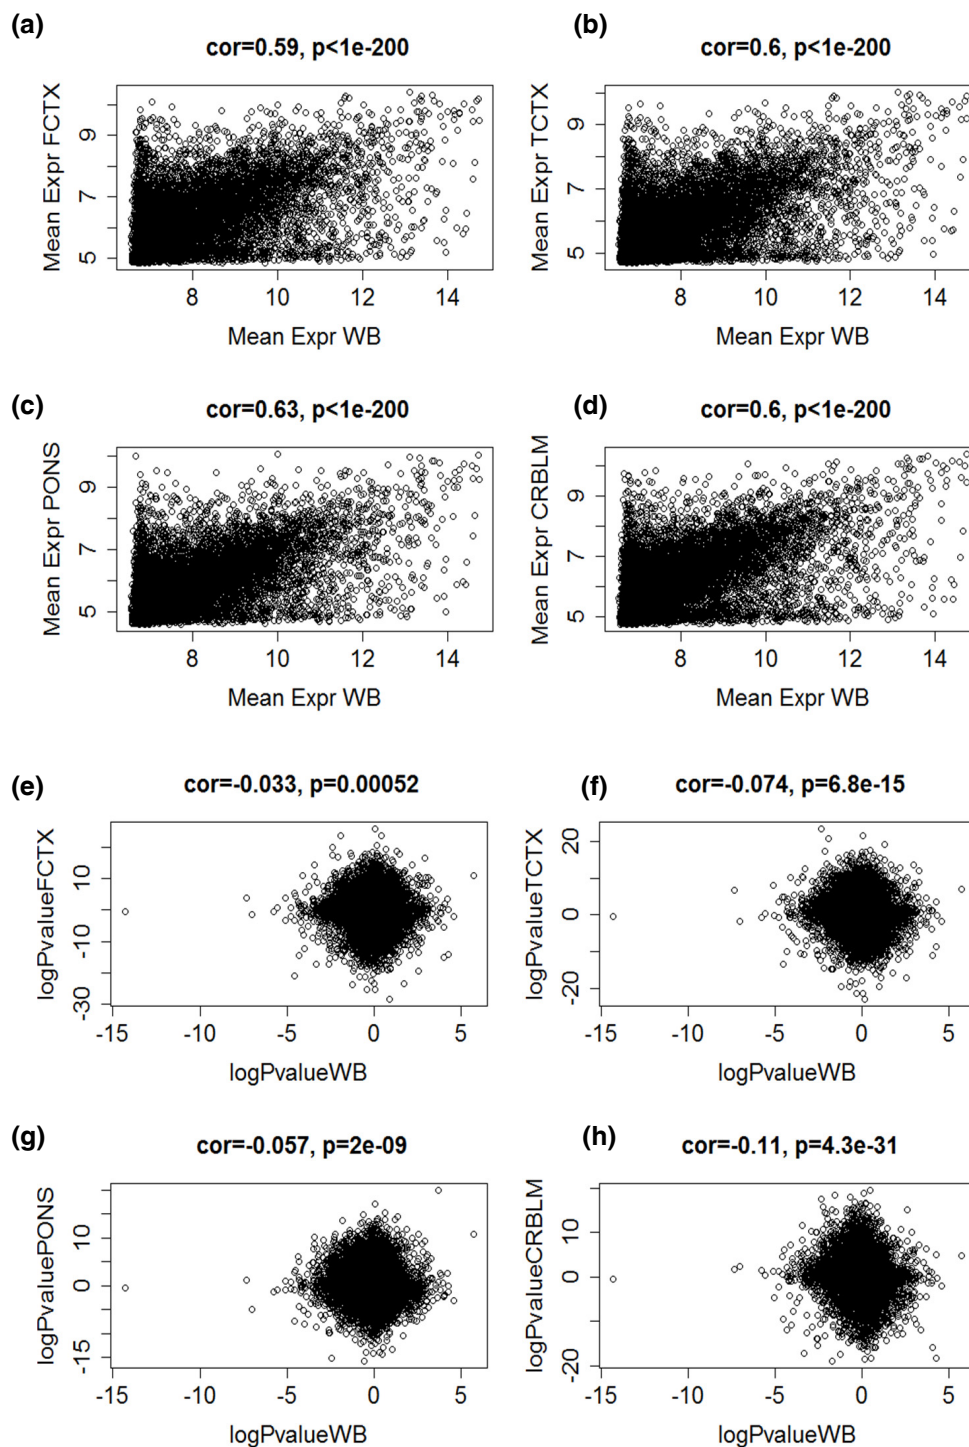 (a)
cor=0.59, p<1e-200
Mean Expr FCTX
9
7
5
8 10 12 14
Mean Expr WB
(b)
cor=0.6, p<1e-200
Mean Expr TCTX
9
7
5
8 10 12 14
Mean Expr WB
(c)
cor=0.63, p<1e-200
Mean Expr PONS
9
7
5
8 10 12 14
Mean Expr WB
(d)
cor=0.6, p<1e-200
Mean Expr CRBLM
9
7
5
8 10 12 14
Mean Expr WB
(e)
cor=-0.033, p=0.00052
logPvalueFCTX
10
-10
-30
-15 -10 -5 0 5
logPvalueWB
(f)
cor=-0.074, p=6.8e-15
logPvalueTCTX
20
0
-20
-15 -10 -5 0 5
logPvalueWB
(g)
cor=-0.057, p=2e-09
logPvaluePONS
10
0
-15
-15 -10 -5 0 5
logPvalueWB
(h)
cor=-0.11, p=4.3e-31
logPvalueCRBLM
10
0
-20
-15 -10 -5 0 5
logPvalueWB